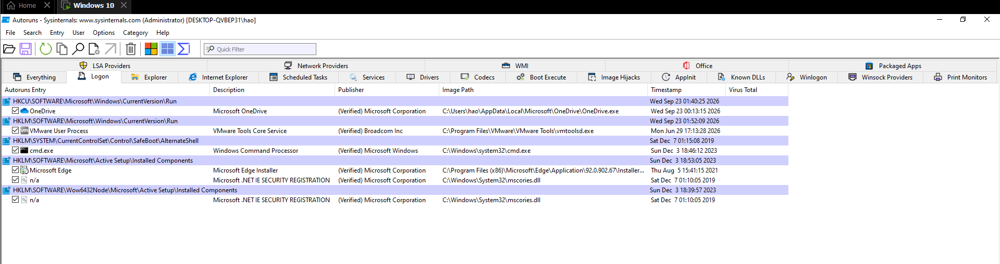 Home Windows 10
Autoruns - Sysinternals: www.sysinternals.com (Administrator) [DESKTOP-QVBEP31\hao]
File Search Entry User Options Category Help
Quick Filter
LSA Providers Network Providers WMI Office Packaged Apps
Everything Logon Explorer Internet Explorer Scheduled Tasks Services Drivers Codecs Boot Execute Image Hijacks AppInit Known DLLs Winlogon Winsock Providers Print Monitors
Autoruns Entry Description Publisher Image Path Timestamp Virus Total
HKCU\SOFTWARE\Microsoft\Windows\CurrentVersion\Run Wed Sep 23 01:40:25 2026
OneDrive Microsoft OneDrive (Verified) Microsoft Corporation C:\Users\hao\AppData\Local\Microsoft\OneDrive\OneDrive.exe Wed Sep 23 00:13:15 2026
HKLM\SOFTWARE\Microsoft\Windows\CurrentVersion\Run Wed Sep 23 01:52:09 2026
vm VMware User Process VMware Tools Core Service (Verified) Broadcom Inc C:\Program Files\VMware\VMware Tools\vmtoolsd.exe Mon Jun 29 17:13:28 2026
HKLM\SYSTEM\CurrentControlSet\Control\SafeBoot\AlternateShell Sat Dec 7 01:15:08 2019
cmd.exe Windows Command Processor (Verified) Microsoft Windows C:\Windows\system32\cmd.exe Sun Dec 3 18:46:12 2023
HKLM\SOFTWARE\Microsoft\Active Setup\Installed Components Sun Dec 3 18:53:05 2023
Microsoft Edge Microsoft Edge Installer (Verified) Microsoft Corporation C:\Program Files (x86)\Microsoft\Edge\Application\92.0.902.67\Installer... Thu Aug 5 15:41:15 2021
n/a Microsoft .NET IE SECURITY REGISTRATION (Verified) Microsoft Corporation C:\Windows\System32\mscories.dll Sat Dec 7 01:10:05 2019
HKLM\SOFTWARE\Wow6432Node\Microsoft\Active Setup\Installed Components Sun Dec 3 18:39:57 2023
n/a Microsoft .NET IE SECURITY REGISTRATION (Verified) Microsoft Corporation C:\Windows\System32\mscories.dll Sat Dec 7 01:10:05 2019